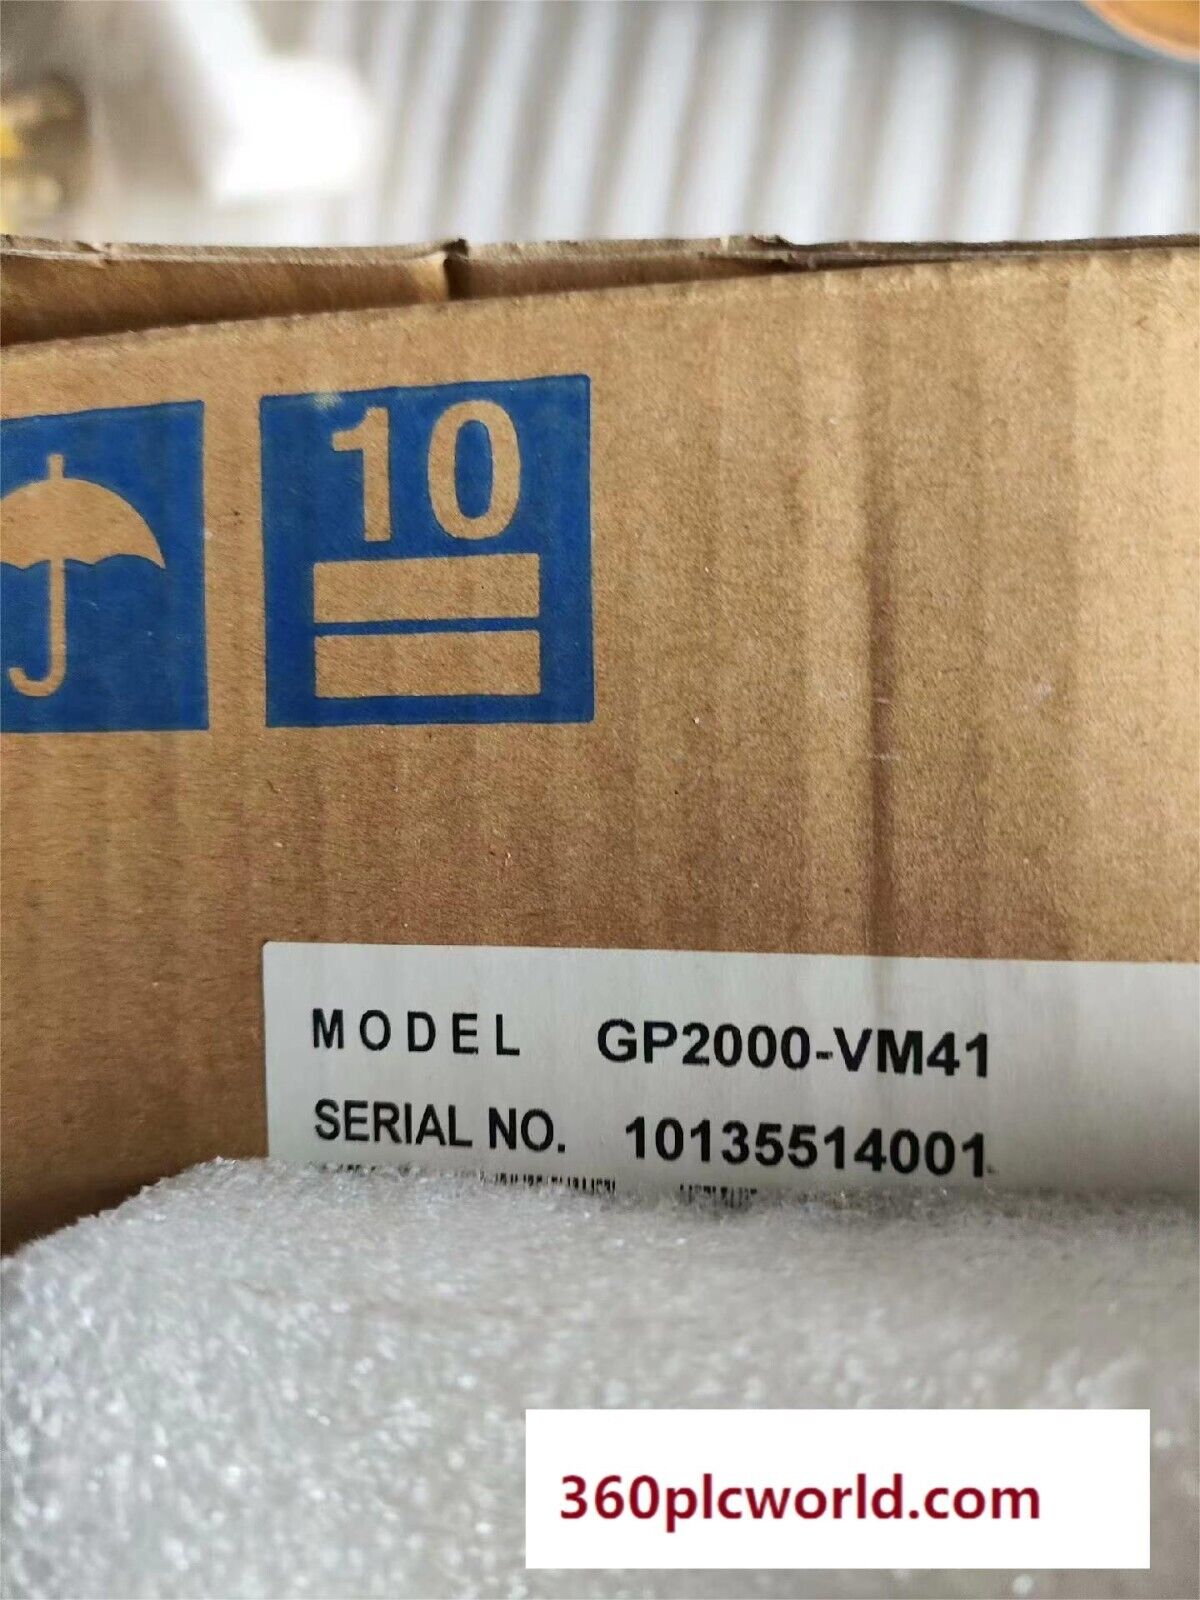 10
MODEL GP2000-VM41
SERIAL NO. 10135514001
360plcworld.com